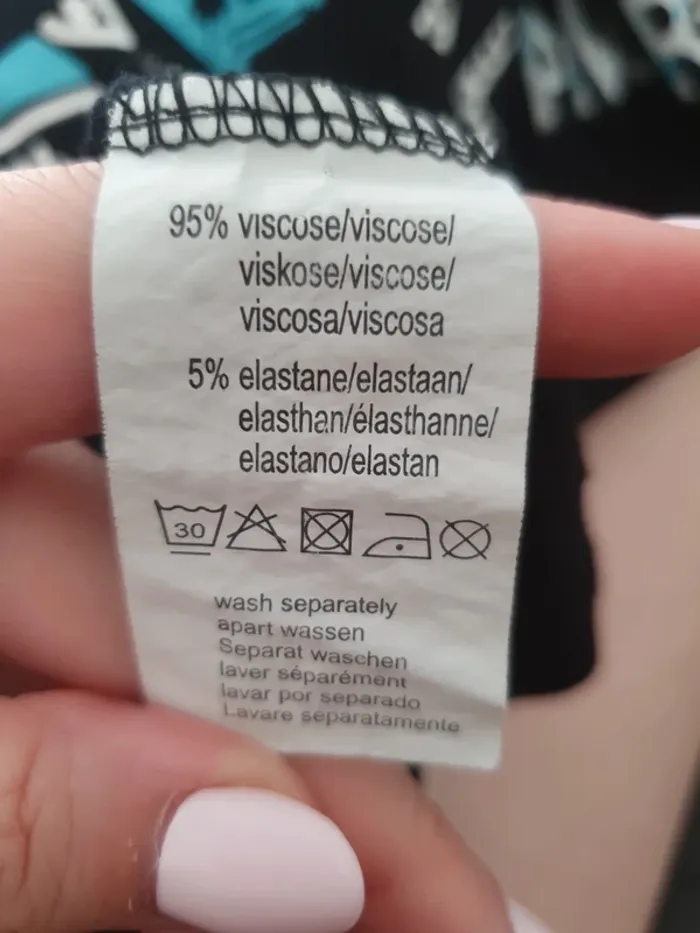 95% viscose/viscose/
viskose/viscose/
viscosa/viscosa
5% elastane/elastaan/
elasthan/élasthanne/
elastano/elastan
30
wash separately
apart wassen
Separat waschen
laver séparément
lavar por separado
Lavare separatamente